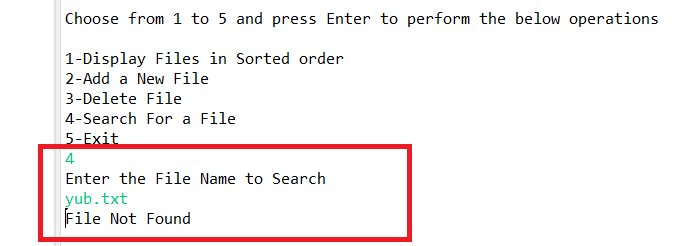 Choose from 1 to 5 and press Enter to perform the below operations
1-Display Files in Sorted order
2-Add a New File
3-Delete File
4-Search For a File
5-Exit
4
Enter the File Name to Search
yub.txt
File Not Found